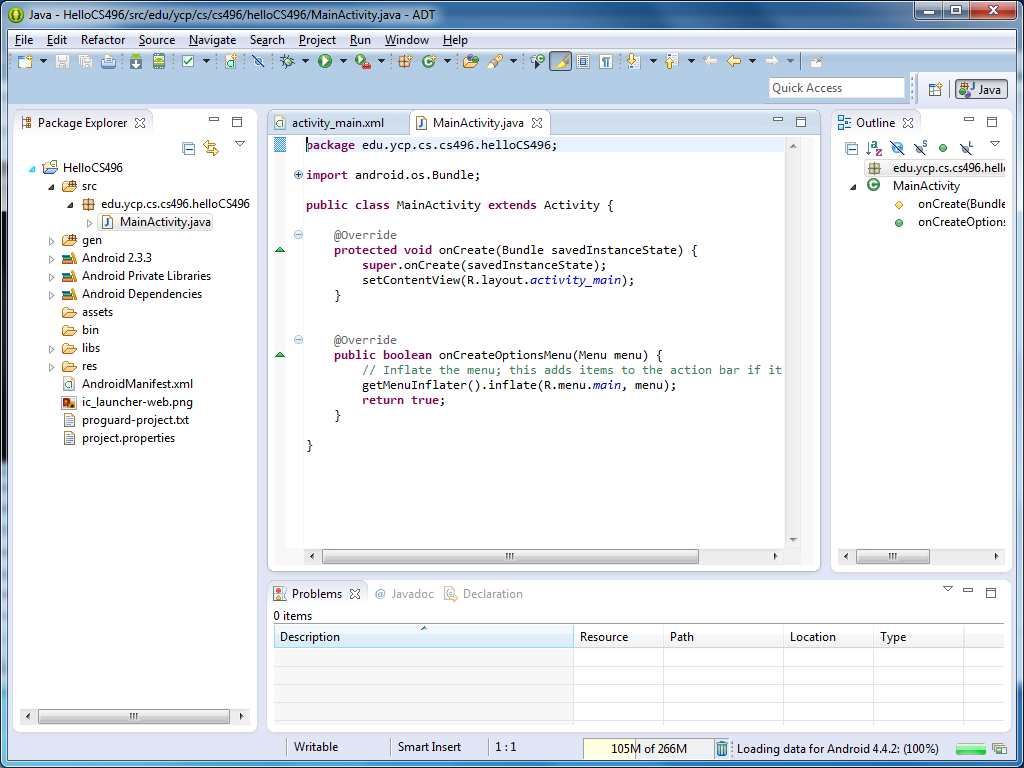 Java - HelloCS496/src/edu/ycp/cs/cs496/helloCS496/MainActivity.java - ADT
File Edit Refactor Source Navigate Search Project Run Window Help
Quick Access
Java
Package Explorer
HelloCS496
src
edu.ycp.cs.cs496.helloCS496
MainActivity.java
gen
Android 2.3.3
Android Private Libraries
Android Dependencies
assets
bin
libs
res
AndroidManifest.xml
ic_launcher-web.png
proguard-project.txt
project.properties
activity_main.xml MainActivity.java
package edu.ycp.cs.cs496.helloCS496;
import android.os.Bundle;
public class MainActivity extends Activity {
@Override
protected void onCreate(Bundle savedInstanceState) {
super.onCreate(savedInstanceState);
setContentView(R.layout.activity_main);
}
@Override
public boolean onCreateOptionsMenu(Menu menu) {
// Inflate the menu; this adds items to the action bar if it
getMenuInflater().inflate(R.menu.main, menu);
return true;
}
}
Outline
edu.ycp.cs.cs496.hell
MainActivity
onCreate(Bundle
onCreateOptions
Problems @ Javadoc Declaration
0 items
Description Resource Path Location Type
Writable Smart Insert 1 : 1 105M of 266M Loading data for Android 4.4.2: (100%)